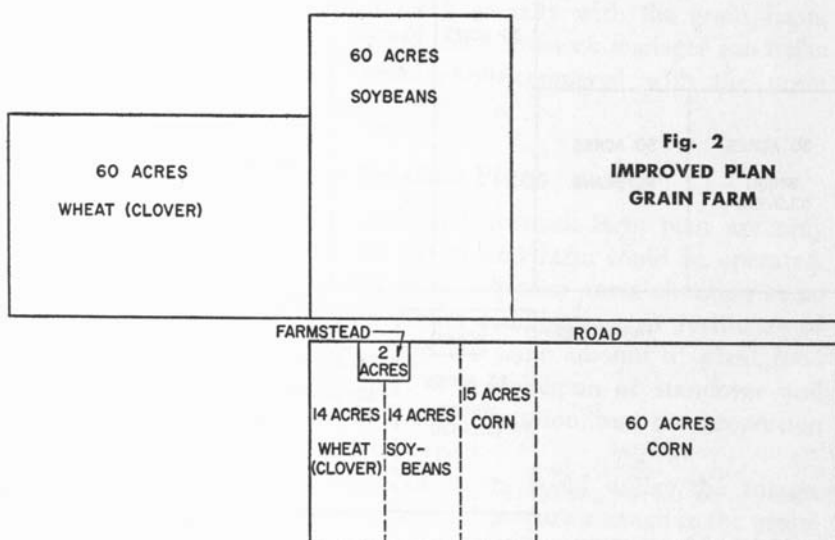 60 ACRES
SOYBEANS
60 ACRES
WHEAT (CLOVER)
Fig. 2
IMPROVED PLAN
GRAIN FARM
FARMSTEAD
ROAD
2
ACRES
14 ACRES
WHEAT
(CLOVER)
14 ACRES
SOY-
BEANS
15 ACRES
CORN
60 ACRES
CORN